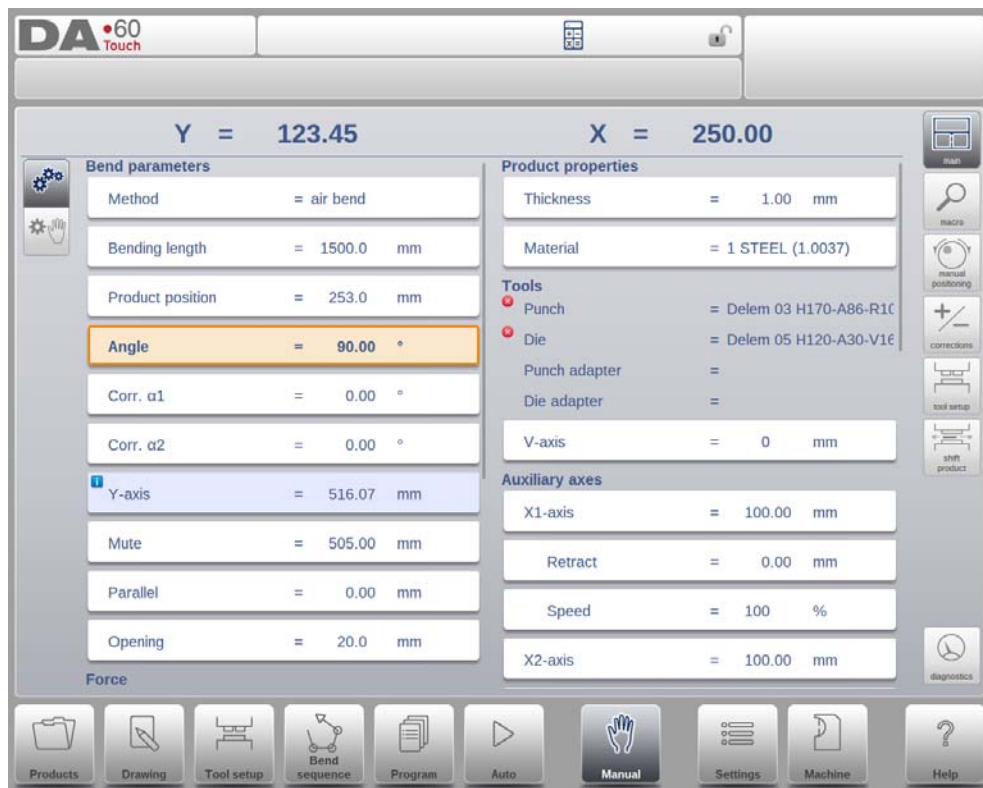 DA•60
Touch
Y = 123.45
X = 250.00
Bend parameters
Method = air bend
Bending length = 1500.0 mm
Product position = 253.0 mm
Angle = 90.00 °
Corr. α1 = 0.00 °
Corr. α2 = 0.00 °
Y-axis = 516.07 mm
Mute = 505.00 mm
Parallel = 0.00 mm
Opening = 20.0 mm
Force
Product properties
Thickness = 1.00 mm
Material = 1 STEEL (1.0037)
Tools
Punch = Delem 03 H170-A86-R10
Die = Delem 05 H120-A30-V16
Punch adapter =
Die adapter =
V-axis = 0 mm
Auxiliary axes
X1-axis = 100.00 mm
Retract = 0.00 mm
Speed = 100 %
X2-axis = 100.00 mm
main
macro
manual
positioning
corrections
tool setup
shift
product
diagnostics
Products
Drawing
Tool setup
Bend
sequence
Program
Auto
Manual
Settings
Machine
Help